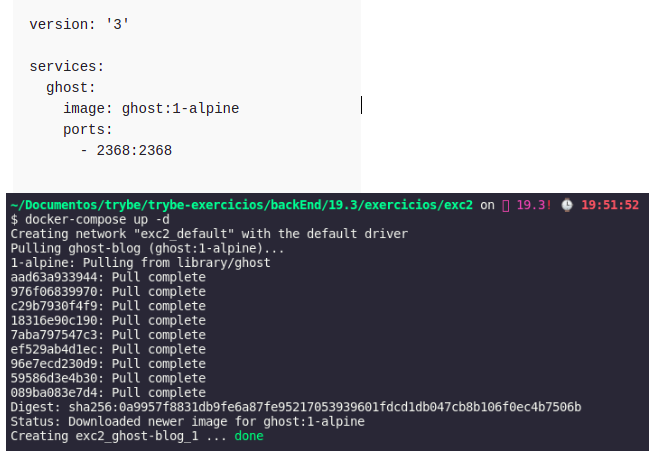 version: '3'
services:
ghost:
image: ghost:1-alpine
ports:
- 2368:2368
~/Documentos/trybe/trybe-exercicios/backEnd/19.3/exercicios/exc2 on 19.3! 19:51:52
$ docker-compose up -d
Creating network "exc2_default" with the default driver
Pulling ghost-blog (ghost:1-alpine)...
1-alpine: Pulling from library/ghost
aad63a933944: Pull complete
976f06839970: Pull complete
c29b7930f4f9: Pull complete
18316e90c190: Pull complete
7aba797547c3: Pull complete
ef529ab4d1ec: Pull complete
96e7ecd230d9: Pull complete
59586d3e4b30: Pull complete
089ba083e7d4: Pull complete
Digest: sha256:0a9957f8831db9fe6a87fe95217053939601fdcd1db047cb8b106f0ec4b7506b
Status: Downloaded newer image for ghost:1-alpine
Creating exc2_ghost-blog_1 ... done